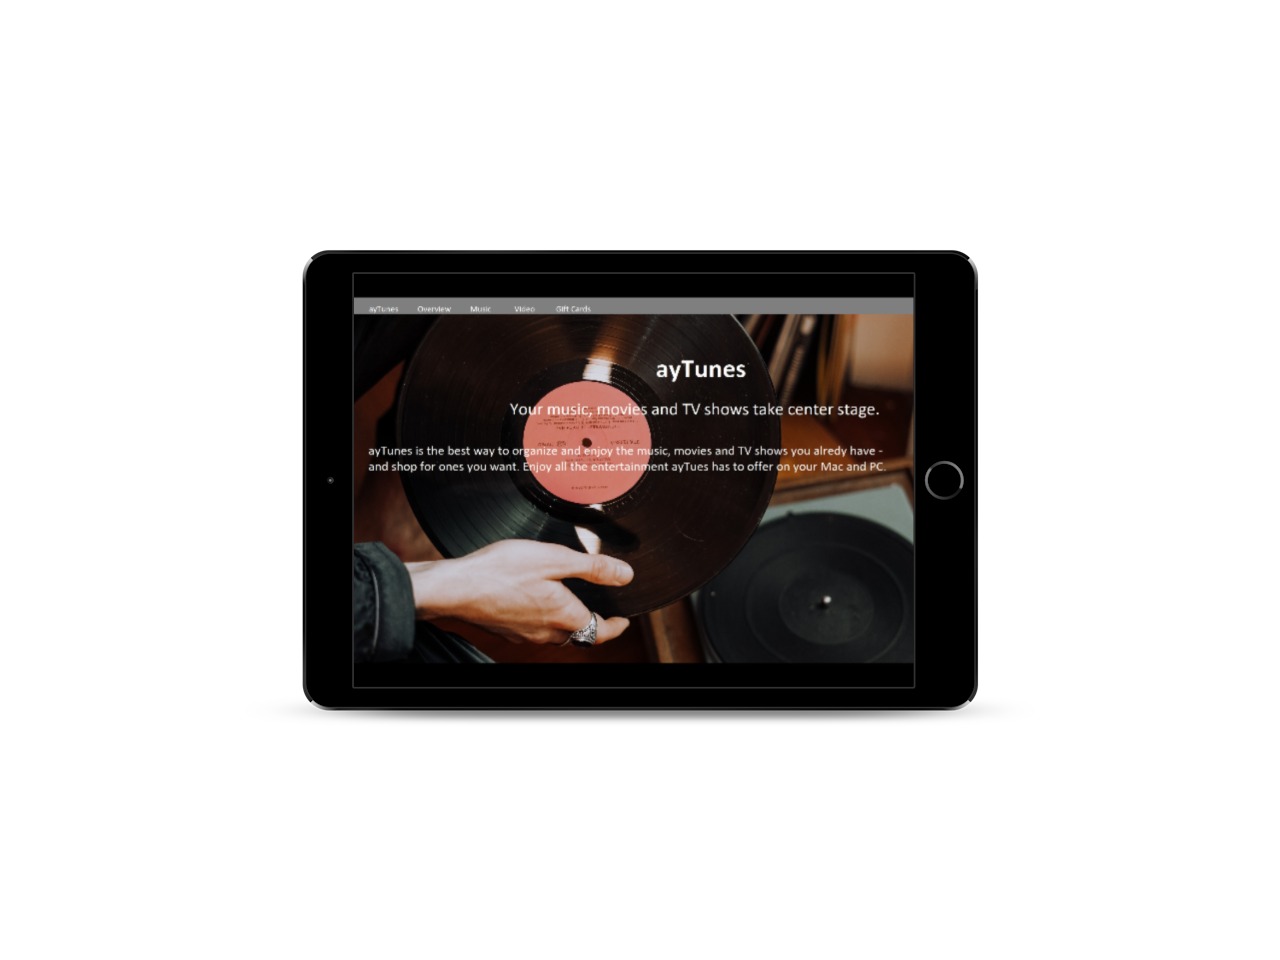 ayTunes Overview Music Video Gift Cards
ayTunes
Your music, movies and TV shows take center stage.
ayTunes is the best way to organize and enjoy the music, movies and TV shows you alredy have -
and shop for ones you want. Enjoy all the entertainment ayTues has to offer on your Mac and PC.